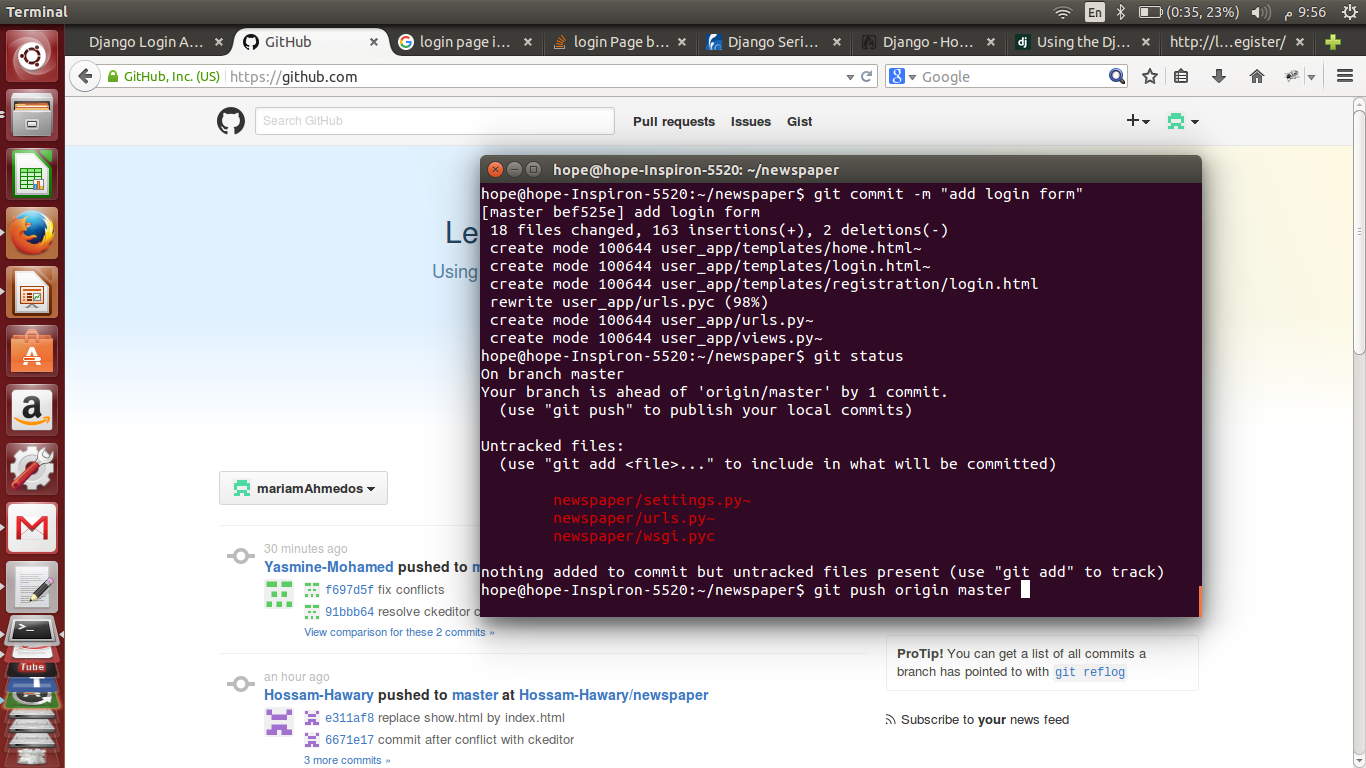 Terminal
En
(0:35, 23%)
9:56 م
Django Login A...
GitHub
login page i...
login Page b...
Django Seri...
Django - Ho...
Using the Dj...
http://l...egister/
GitHub, Inc. (US)
https://github.com
Google
Search GitHub
Pull requests
Issues
Gist
Le
Using
hope@hope-Inspiron-5520: ~/newspaper
hope@hope-Inspiron-5520:~/newspaper$ git commit -m "add login form"
[master bef525e] add login form
18 files changed, 163 insertions(+), 2 deletions(-)
create mode 100644 user_app/templates/home.html~
create mode 100644 user_app/templates/login.html~
create mode 100644 user_app/templates/registration/login.html
rewrite user_app/urls.pyc (98%)
create mode 100644 user_app/urls.py~
create mode 100644 user_app/views.py~
hope@hope-Inspiron-5520:~/newspaper$ git status
On branch master
Your branch is ahead of 'origin/master' by 1 commit.
(use "git push" to publish your local commits)
Untracked files:
(use "git add <file>..." to include in what will be committed)
newspaper/settings.py~
newspaper/urls.py~
newspaper/wsgi.pyc
nothing added to commit but untracked files present (use "git add" to track)
hope@hope-Inspiron-5520:~/newspaper$ git push origin master
mariamAhmedos
30 minutes ago
Yasmine-Mohamed pushed to m
f697d5f fix conflicts
91bbb64 resolve ckeditor c
View comparison for these 2 commits »
an hour ago
Hossam-Hawary pushed to master at Hossam-Hawary/newspaper
e311af8 replace show.html by index.html
6671e17 commit after conflict with ckeditor
3 more commits »
ProTip! You can get a list of all commits a
branch has pointed to with git reflog
Subscribe to your news feed
Tube